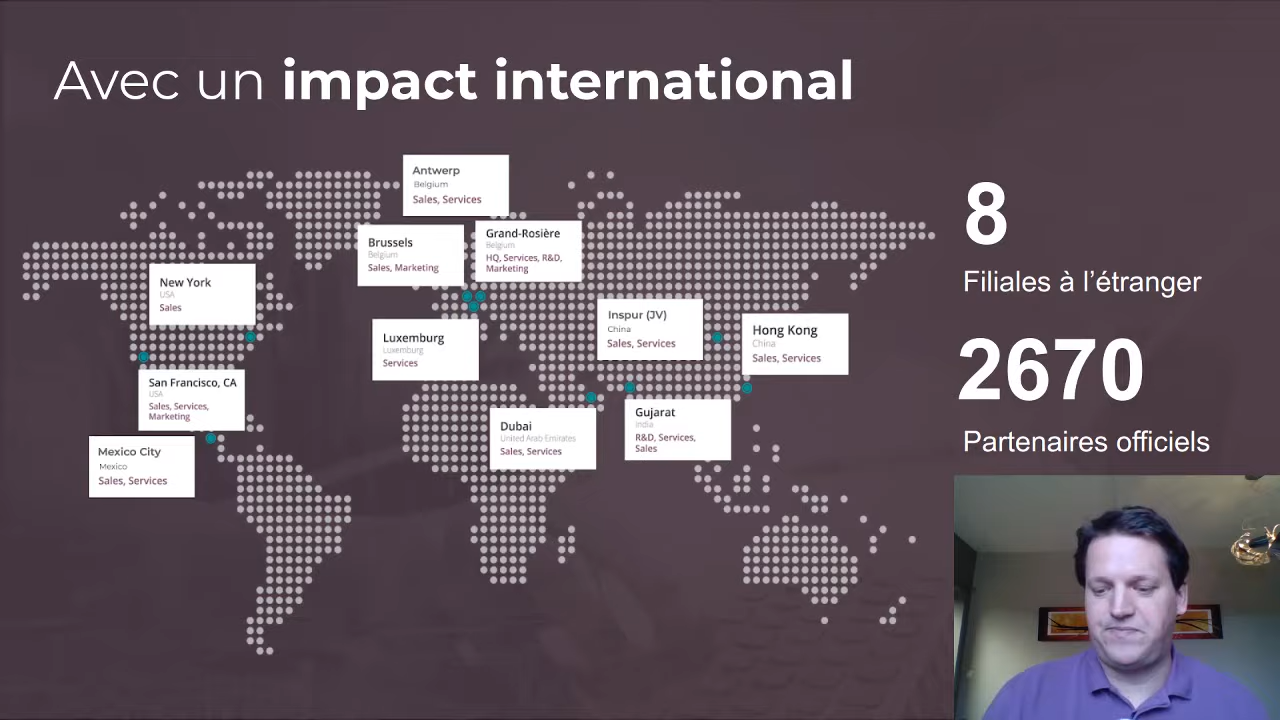 Avec un impact international
Antwerp
Belgium
Sales, Services
Brussels
Belgium
Sales, Marketing
Grand-Rosière
Belgium
HQ, Services, R&D,
Marketing
New York
USA
Sales
Luxemburg
Luxemburg
Services
Inspur (JV)
China
Sales, Services
Hong Kong
China
Sales, Services
San Francisco, CA
USA
Sales, Services,
Marketing
Dubai
United Arab Emirates
Sales, Services
Gujarat
India
R&D, Services,
Sales
Mexico City
Mexico
Sales, Services
8
Filiales à l’étranger
2670
Partenaires officiels